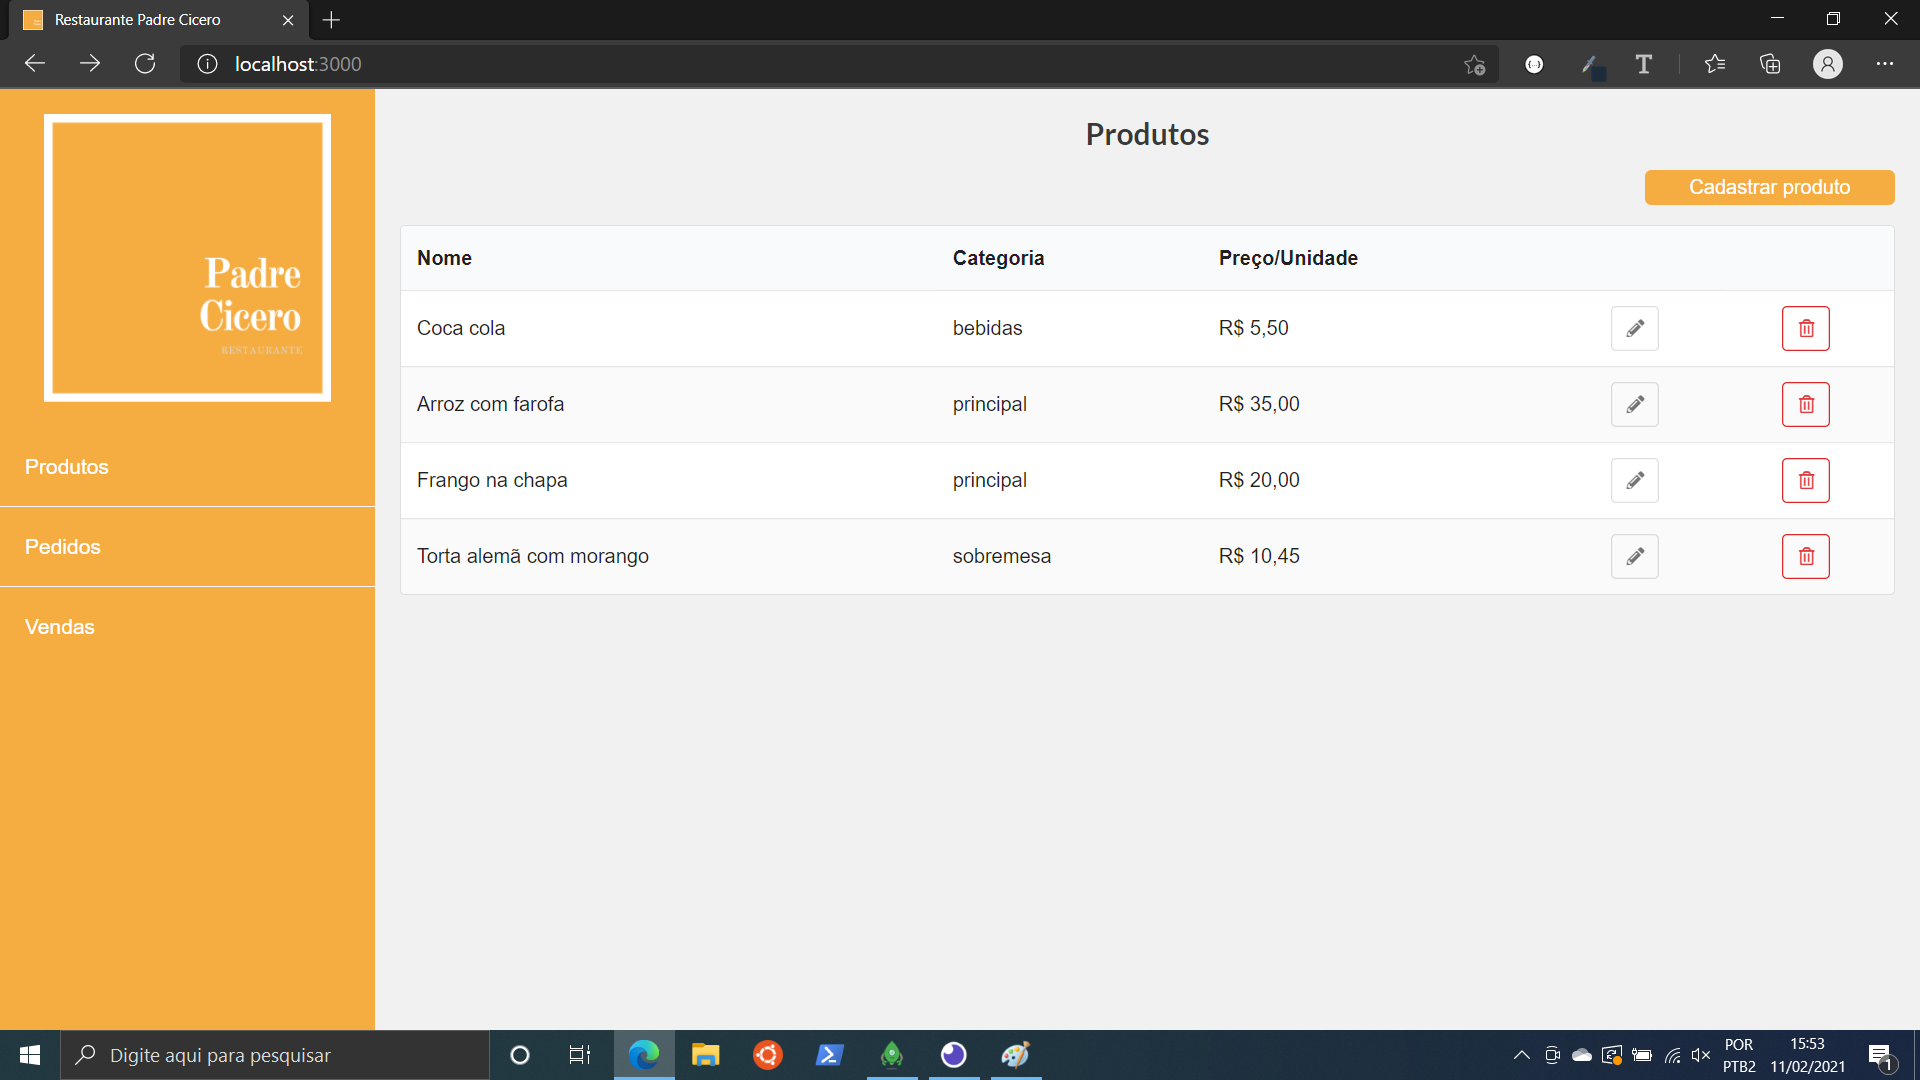 Restaurante Padre Cicero
localhost:3000
Padre
Cicero
RESTAURANTE
Produtos
Pedidos
Vendas
Produtos
Cadastrar produto
Nome Categoria Preço/Unidade
Coca cola bebidas R$ 5,50
Arroz com farofa principal R$ 35,00
Frango na chapa principal R$ 20,00
Torta alemã com morango sobremesa R$ 10,45
Digite aqui para pesquisar
POR
PTB2
15:53
11/02/2021
1